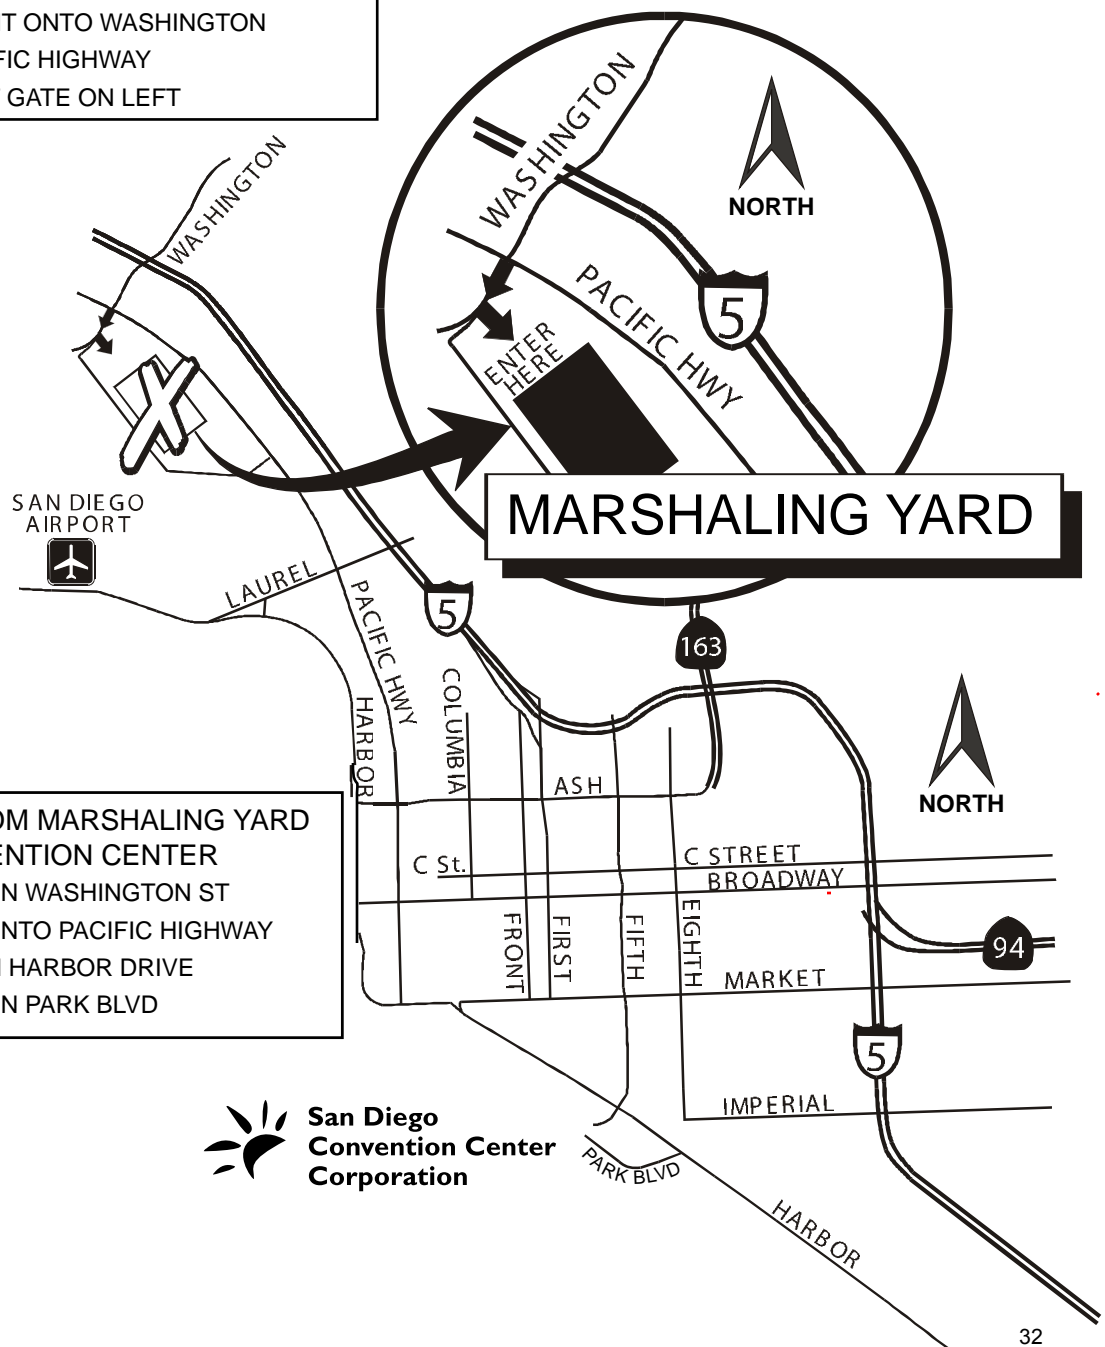 T ONTO WASHINGTON
FIC HIGHWAY
GATE ON LEFT
WASHINGTON
NORTH
WASHINGTON
PACIFIC HWY
5
ENTER
HERE
MARSHALING YARD
SAN DIEGO
AIRPORT
LAUREL
5
PACIFIC HWY
163
COLUMBIA
HARBOR
ASH
NORTH
OM MARSHALING YARD
ENTION CENTER
N WASHINGTON ST
NTO PACIFIC HIGHWAY
HARBOR DRIVE
N PARK BLVD
C St.
C STREET
BROADWAY
FRONT
FIRST
FIFTH
EIGHTH
94
MARKET
5
IMPERIAL
San Diego
Convention Center
Corporation
PARK BLVD
HARBOR
32